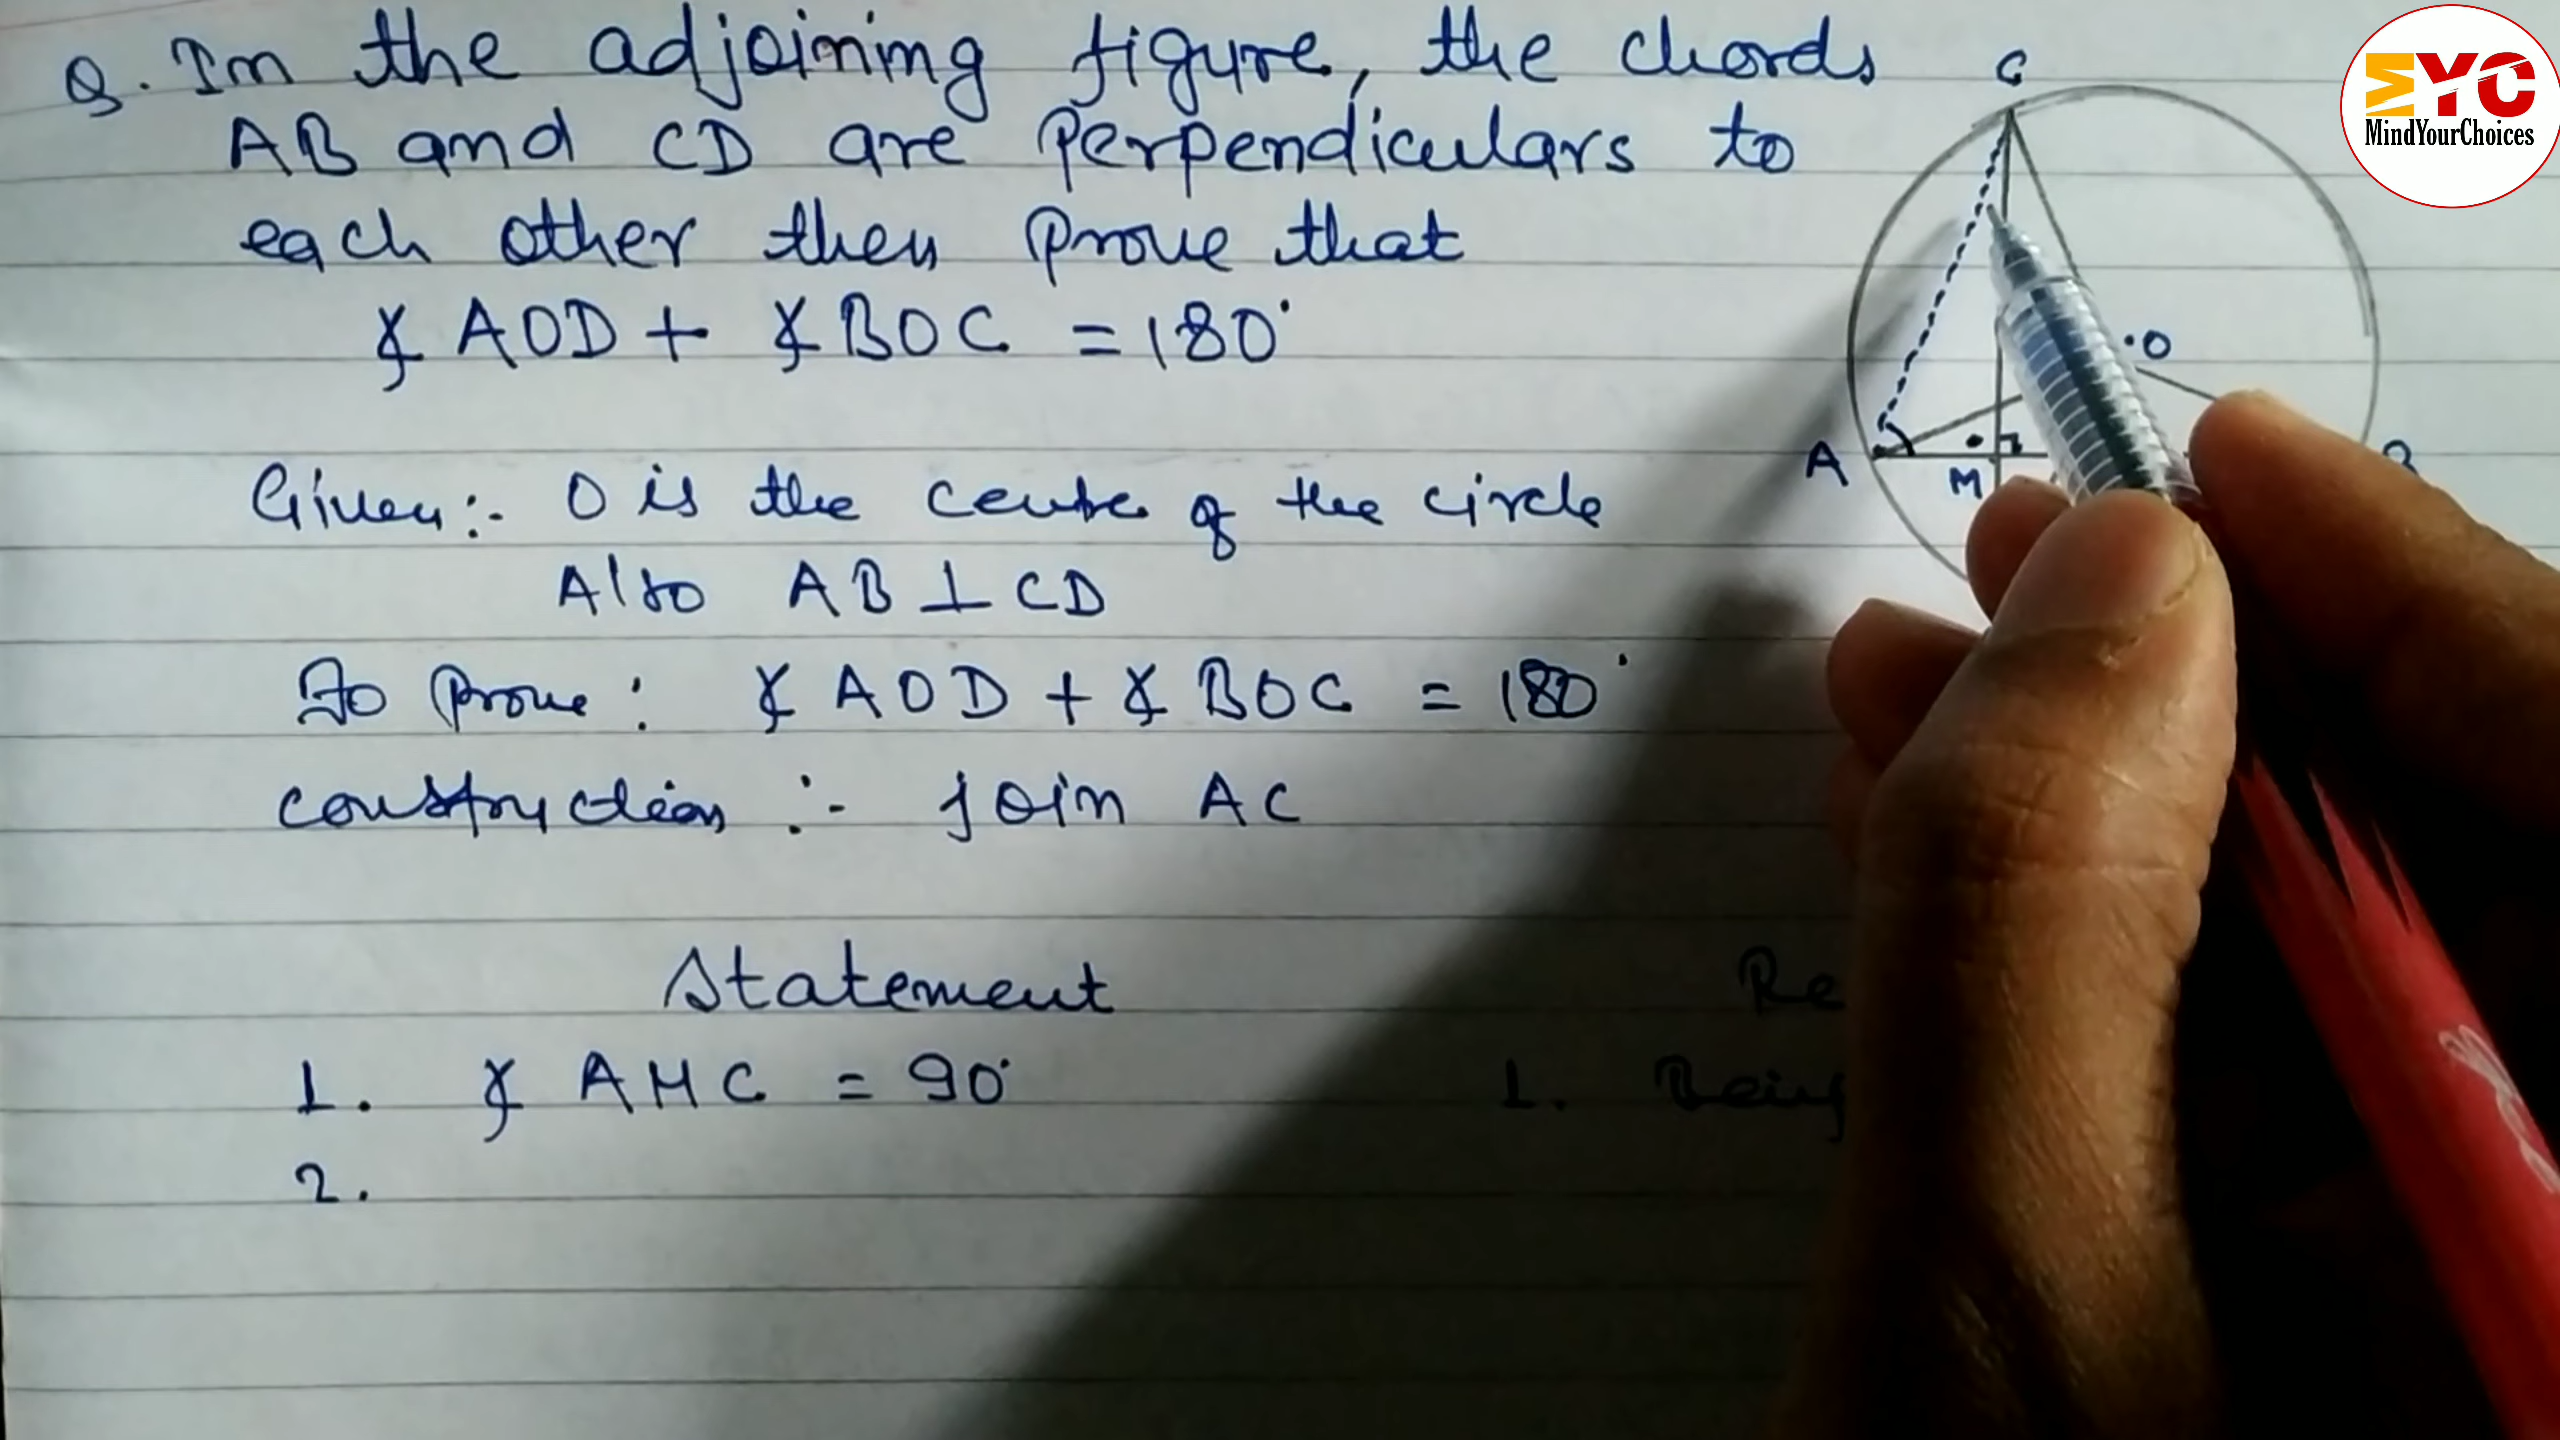 Q. In the adjoining figure, the chords
AB and CD are Perpendiculars to
each other then Prove that
∡ AOD + ∡ BOC = 180°
Given:- O is the centre of the circle
Also AB ⊥ CD
To Prove: ∡ AOD + ∡ BOC = 180°
construction :- join AC
Statement
1. ∡ AMC = 90° 1. Being
2.
C
O
A
M
MYC
MindYourChoices